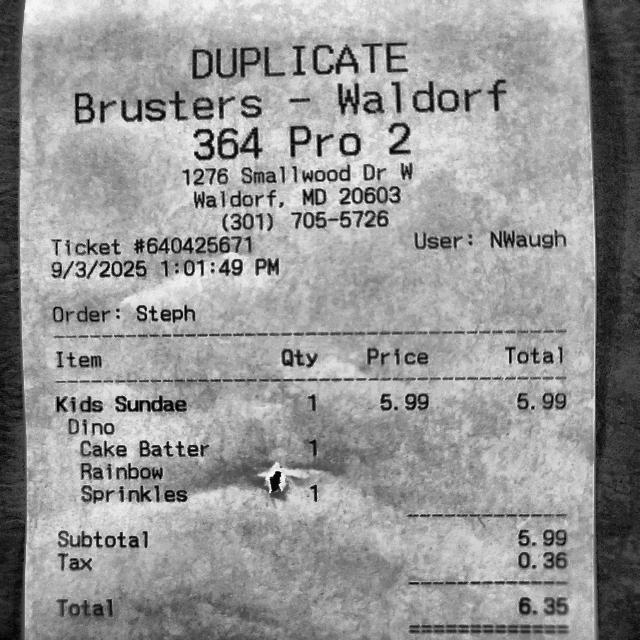 DUPLICATE
Brusters - Waldorf
364 Pro 2
1276 Smallwood Dr W
Waldorf, MD 20603
(301) 705-5726
Ticket #640425671 User: NWaugh
9/3/2025 1:01:49 PM
Order: Steph
Item Qty Price Total
Kids Sundae 1 5.99 5.99
Dino
Cake Batter 1
Rainbow
Sprinkles 1
Subtotal 5.99
Tax 0.36
Total 6.35